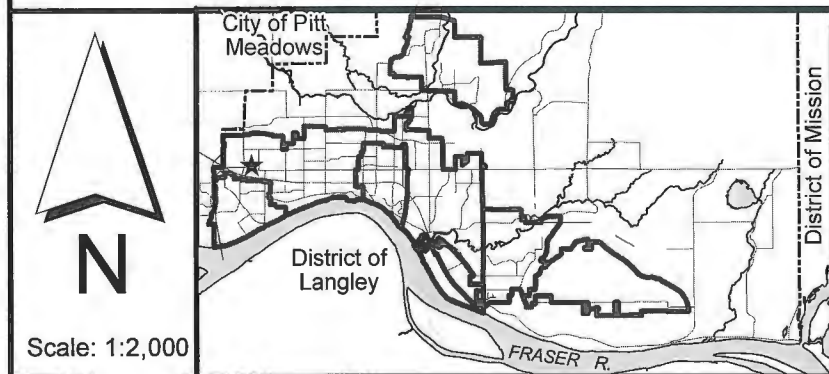 N
Scale: 1:2,000
City of Pitt
Meadows
District of
Langley
FRASER R.
District of Mission